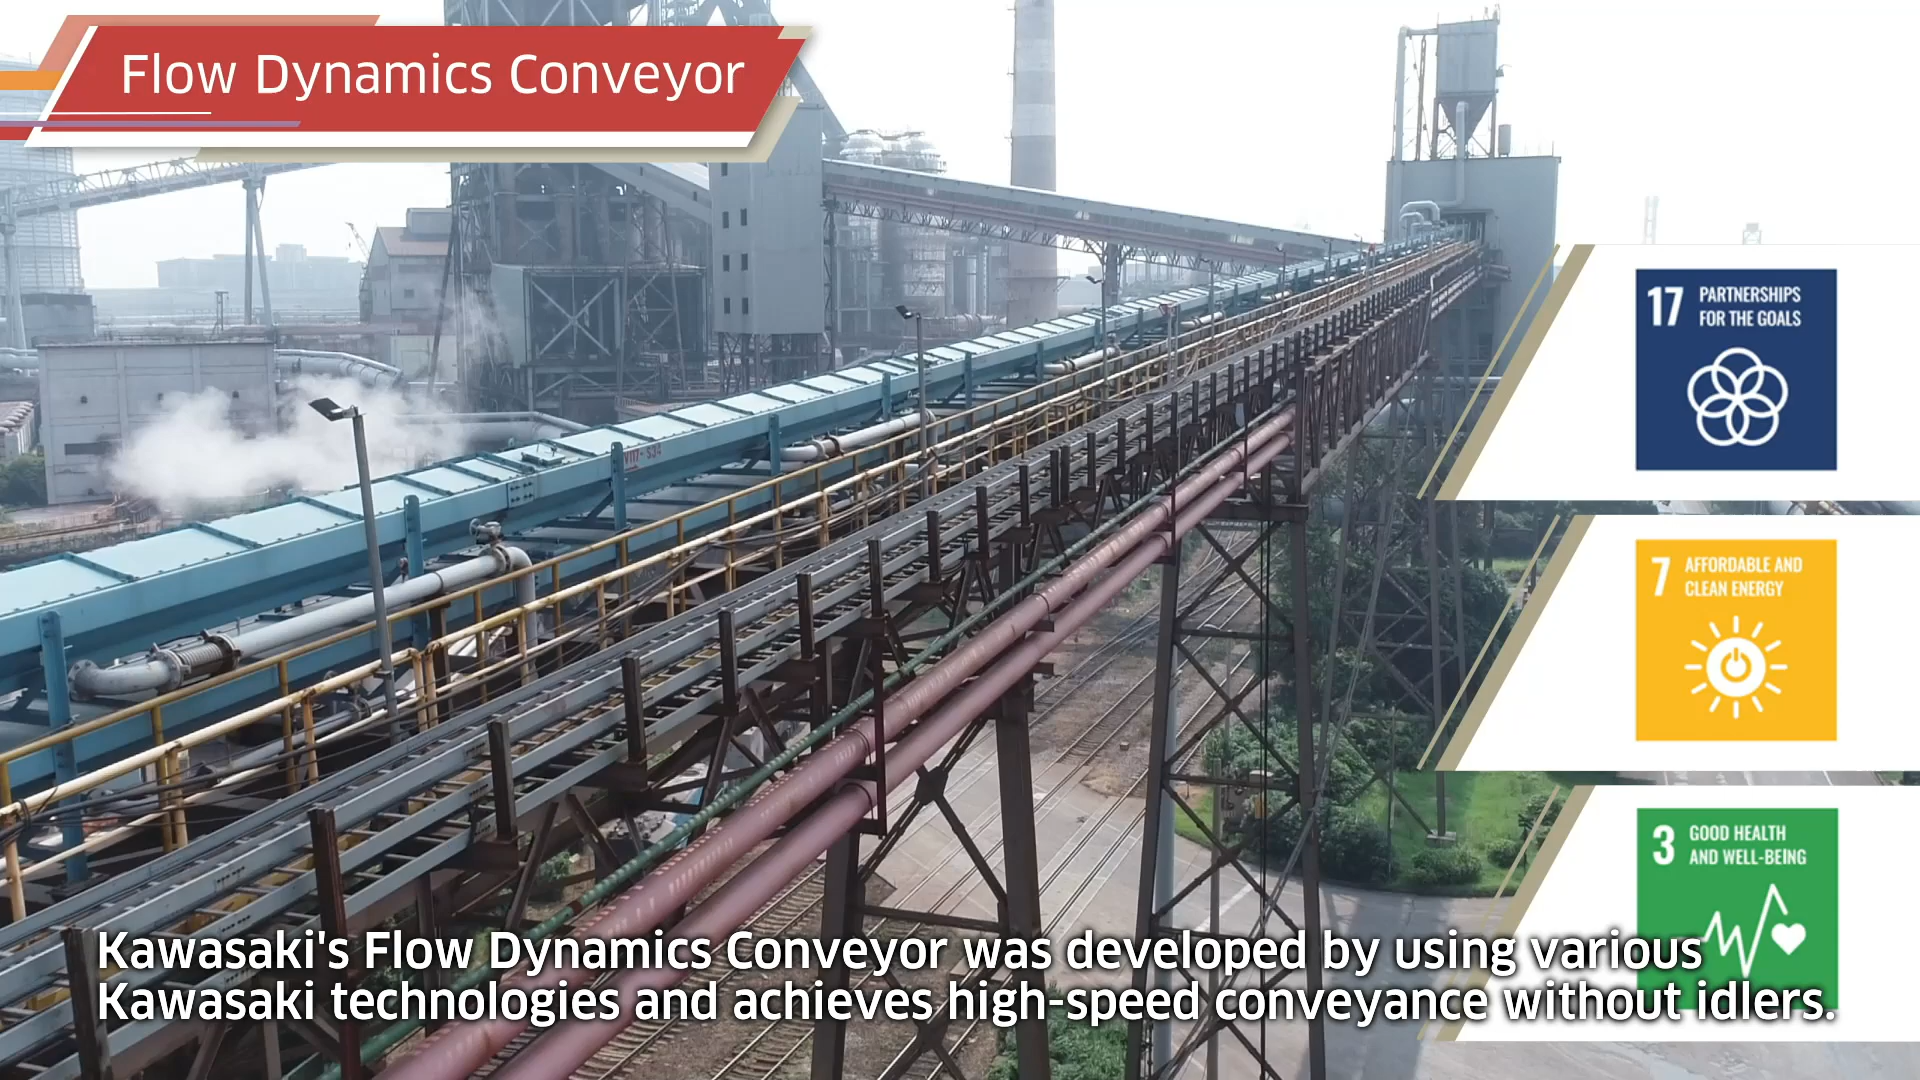 Flow Dynamics Conveyor
17 PARTNERSHIPS
FOR THE GOALS
7 AFFORDABLE AND
CLEAN ENERGY
3 GOOD HEALTH
AND WELL-BEING
Kawasaki's Flow Dynamics Conveyor was developed by using various
Kawasaki technologies and achieves high-speed conveyance without idlers.